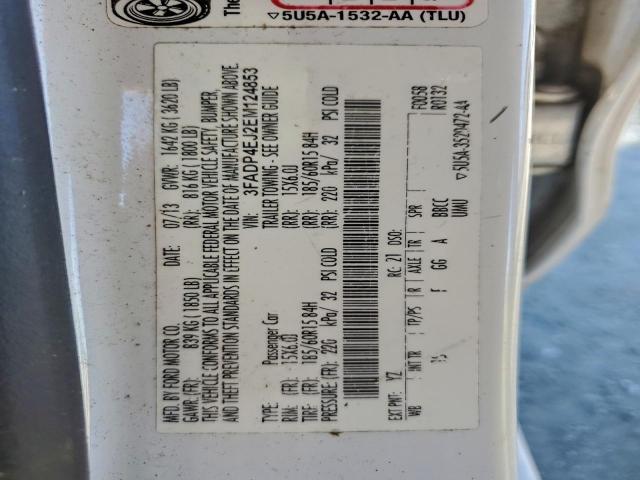 The
▽5U5A-1532-AA (TLU)
MFD. BY FORD MOTOR CO.
DATE: 07/13 GVWR: 1642 KG ( 3620 LB)
GAWR: (FR): 839 KG ( 1850 LB) (RR): 816 KG ( 1800 LB)
THIS VEHICLE CONFORMS TO ALL APPLICABLE FEDERAL MOTOR VEHICLE SAFETY, BUMPER,
AND THEFT PREVENTION STANDARDS IN EFFECT ON THE DATE OF MANUFACTURE SHOWN ABOVE.
VIN: 3FADP4EJ2EM124853
TYPE: Passenger Car TRAILER TOWING - SEE OWNER GUIDE
RIM: (FR): 15X6.0J (RR): 15X6.0J
TIRE: (FR): 185/60R15 84H (RR): 185/60R15 84H
PRESSURE (FR): 220 kPa/ 32 PSI COLD (RR): 220 kPa/ 32 PSI COLD
EXT PNT: YZ RC: 21 DSO: F0058
R0132
WB INT TR TP/PS R AXLE TR SPR
F GG A BBCC
UMU
▽5U5A-3521472-AA